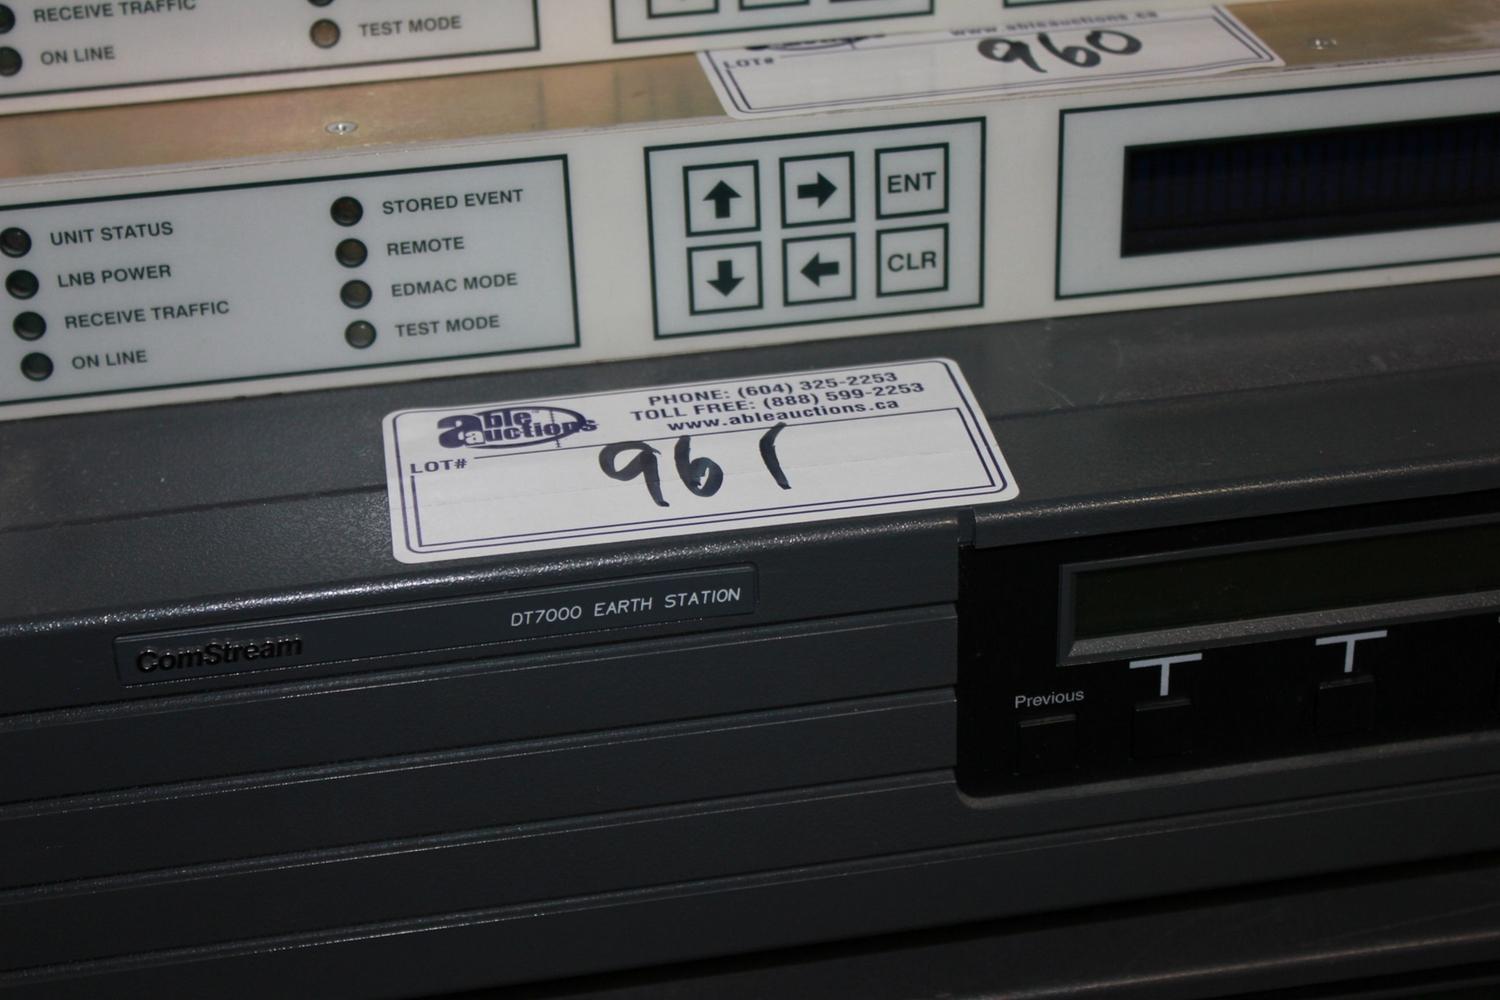 RECEIVE TRAFFIC
ON LINE
TEST MODE
www.ableauctions.ca
LOT#
960
UNIT STATUS
LNB POWER
RECEIVE TRAFFIC
ON LINE
STORED EVENT
REMOTE
EDMAC MODE
TEST MODE
ENT
CLR
able auctions
PHONE: (604) 325-2253
TOLL FREE: (888) 599-2253
www.ableauctions.ca
LOT#
961
ComStream
DT7000 EARTH STATION
Previous